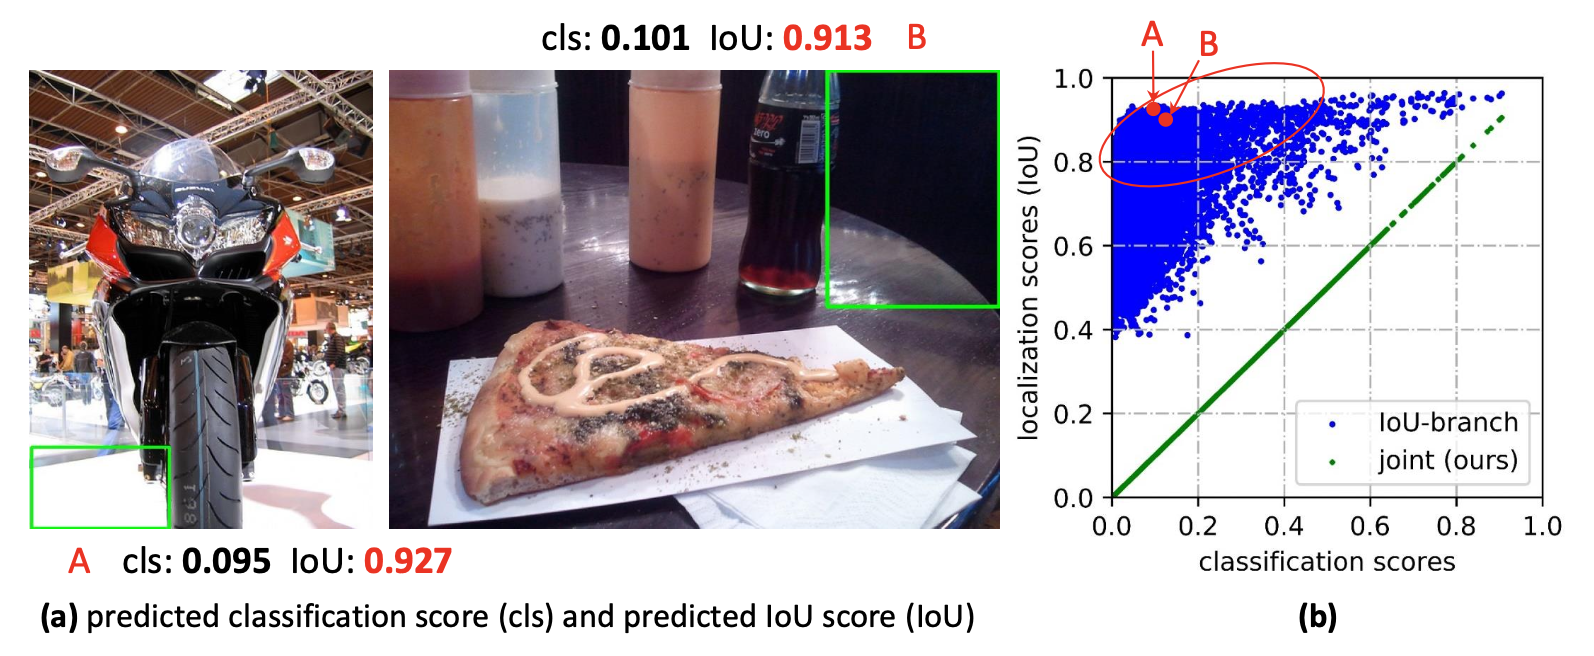 cls: 0.101 IoU: 0.913 B
SUZUKI
zero
A cls: 0.095 IoU: 0.927
(a) predicted classification score (cls) and predicted IoU score (IoU)
A
B
localization scores (IoU)
1.0
0.8
0.6
0.4
0.2
0.0
IoU-branch
joint (ours)
0.0 0.2 0.4 0.6 0.8 1.0
classification scores
(b)